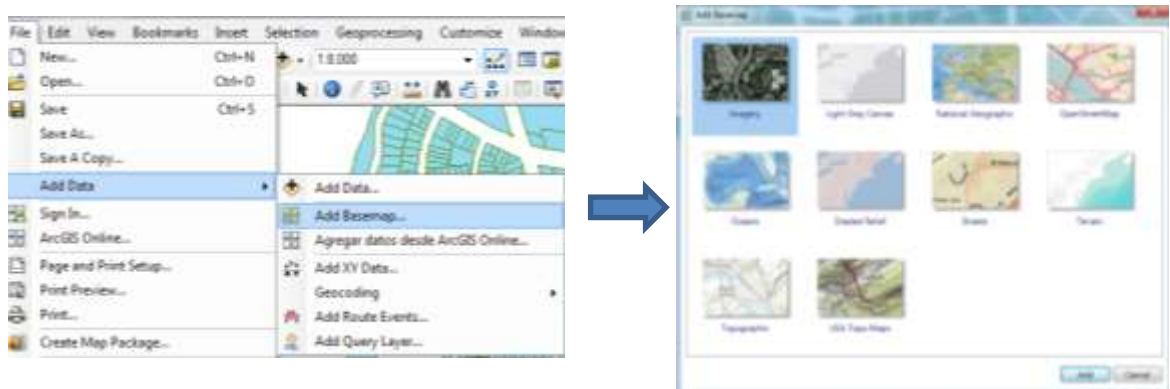 File Edit View Bookmarks Insert Selection Geoprocessing Customize Window
New... Ctrl+N
Open... Ctrl+O
Save Ctrl+S
Save As...
Save A Copy...
Add Data
Sign In...
ArcGIS Online...
Page and Print Setup...
Print Preview...
Print...
Create Map Package...
Add Data...
Add Basemap...
Agregar datos desde ArcGIS Online...
Add XY Data...
Geocoding
Add Route Events...
Add Query Layer...
Add Basemap
Imagery Light Gray Canvas National Geographic OpenStreetMap
Oceans Shaded Relief Streets Terrain
Topographic USA Topo Maps
Add Cancel